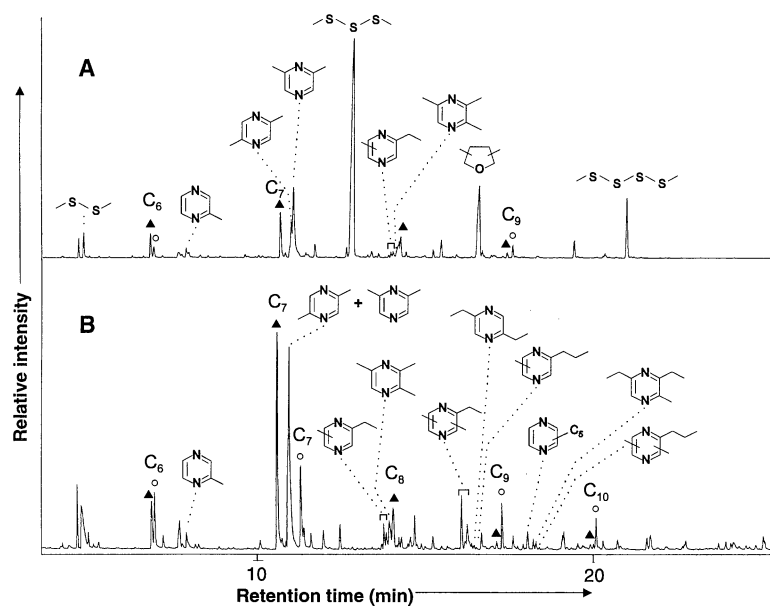 S S S
A
N N
N N
N N
N N
O
S S S S
S S
C₆
N N
C₇
C₉
B
C₇
N N + N N
N N
N N
N N
N N
N N
N N
N N C₅
N N
N N
C₆
N N
C₇
C₈
C₉
C₁₀
Relative intensity
10
20
Retention time (min)